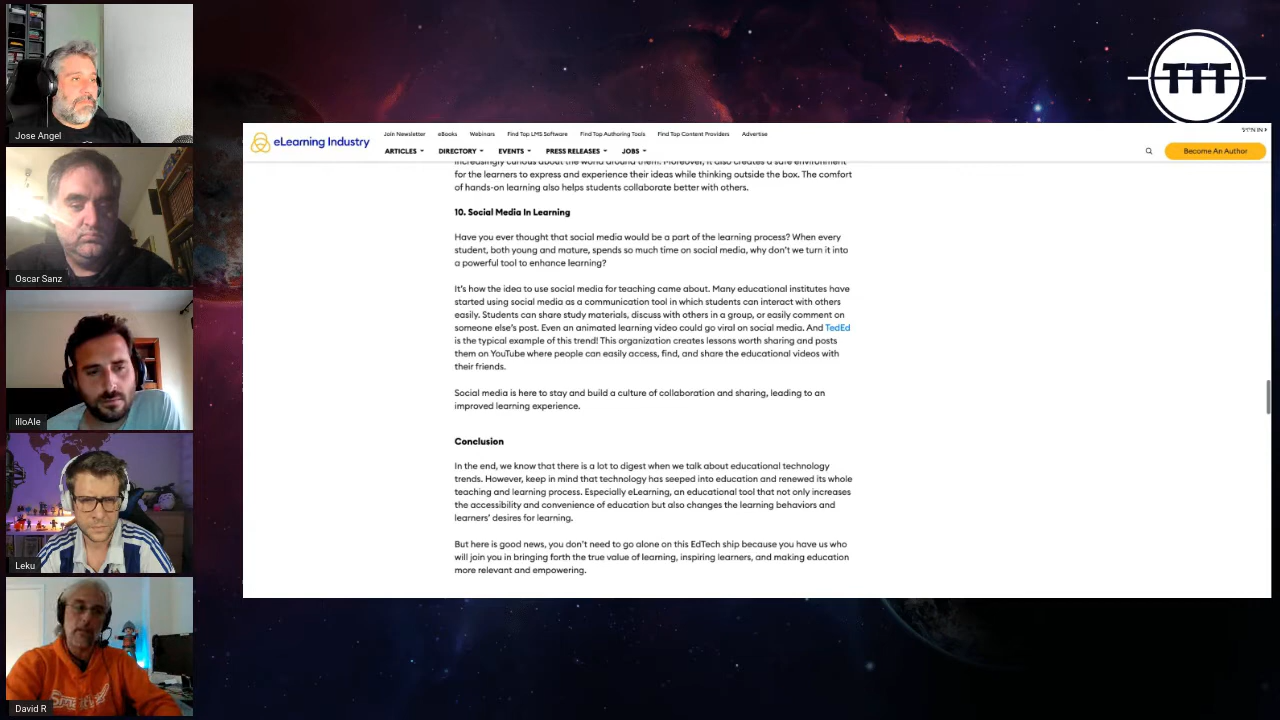 Jose Angel
Oscar Sanz
illoAle
Leku
David R
TTT
eLearning Industry
Join Newsletter eBooks Webinars Find Top LMS Software Find Top Authoring Tools Find Top Content Providers Advertise
ARTICLES DIRECTORY EVENTS PRESS RELEASES JOBS
Become An Author
increasingly curious about the world around them. Moreover, it also creates a safe environment
for the learners to express and experience their ideas while thinking outside the box. The comfort
of hands-on learning also helps students collaborate better with others.
10. Social Media In Learning
Have you ever thought that social media would be a part of the learning process? When every
student, both young and mature, spends so much time on social media, why don't we turn it into
a powerful tool to enhance learning?
It's how the idea to use social media for teaching came about. Many educational institutes have
started using social media as a communication tool in which students can interact with others
easily. Students can share study materials, discuss with others in a group, or easily comment on
someone else's post. Even an animated learning video could go viral on social media. And TedEd
is the typical example of this trend! This organization creates lessons worth sharing and posts
them on YouTube where people can easily access, find, and share the educational videos with
their friends.
Social media is here to stay and build a culture of collaboration and sharing, leading to an
improved learning experience.
Conclusion
In the end, we know that there is a lot to digest when we talk about educational technology
trends. However, keep in mind that technology has seeped into education and renewed its whole
teaching and learning process. Especially eLearning, an educational tool that not only increases
the accessibility and convenience of education but also changes the learning behaviors and
learners' desires for learning.
But here is good news, you don't need to go alone on this EdTech ship because you have us who
will join you in bringing forth the true value of learning, inspiring learners, and making education
more relevant and empowering.